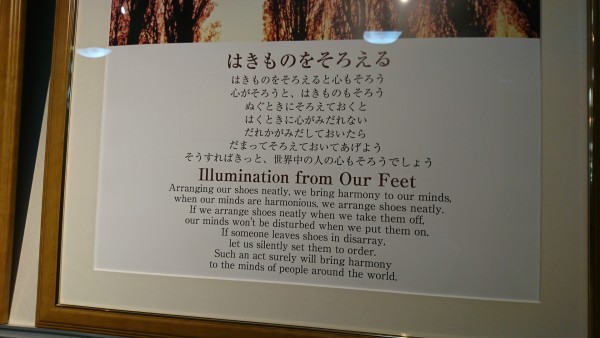 はきものをそろえる
はきものをそろえると心もそろう
心がそろうと、はきものもそろう
ぬぐときにそろえておくと
はくときに心がみだれない
だれかがみだしておいたら
だまってそろえておいてあげよう
そうすればきっと、世界中の人の心もそろうでしょう
Illumination from Our Feet
Arranging our shoes neatly, we bring harmony to our minds,
when our minds are harmonious, we arrange shoes neatly.
If we arrange shoes neatly when we take them off,
our minds won't be disturbed when we put them on.
If someone leaves shoes in disarray,
let us silently set them to order.
Such an act surely will bring harmony
to the minds of people around the world.